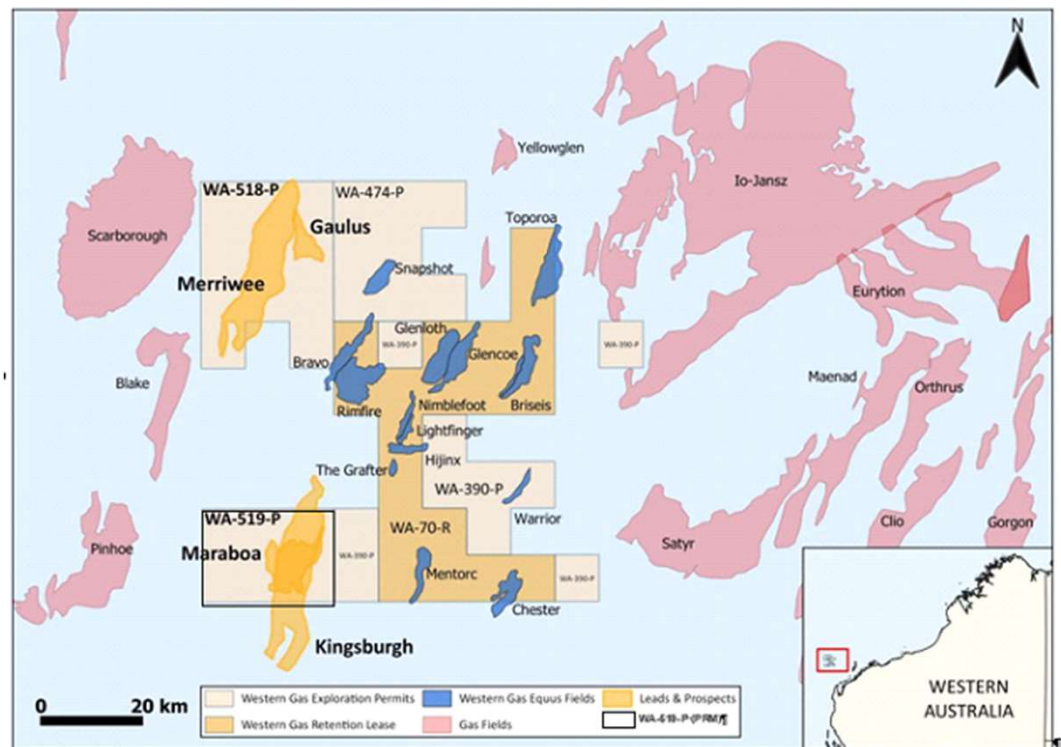 N
Yellowglen
WA-518-P
WA-474-P
Io-Jansz
Toporoa
Gaulus
Scarborough
Snapshot
Merriwee
Eurytion
Glenloth
WA-390-P
WA-390-P
Glencoe
Bravo
Maenad
Blake
Orthrus
Nimblefoot
Briseis
Rimfire
Lightfinger
Hijinx
The Grafter
WA-390-P
WA-519-P
Warrior
WA-70-R
Clio
Gorgon
Pinhoe
Maraboa
WA-390-P
Satyr
Mentorc
WA-390-P
Chester
Kingsburgh
WESTERN
AUSTRALIA
0 20 km
Western Gas Exploration Permits
Western Gas Equus Fields
Leads & Prospects
Western Gas Retention Lease
Gas Fields